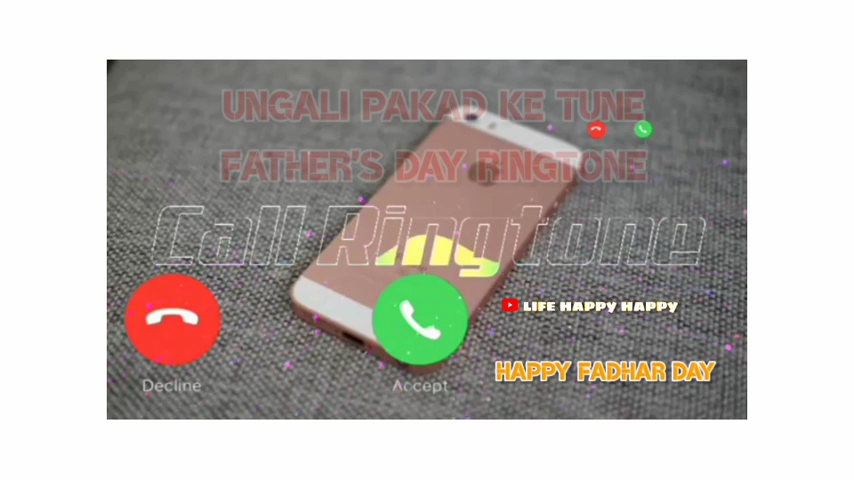 UNGALI PAKAD KE TUNE
FATHER'S DAY RINGTONE
Call Ringtone
LIFE HAPPY HAPPY
HAPPY FADHAR DAY
Decline
Accept